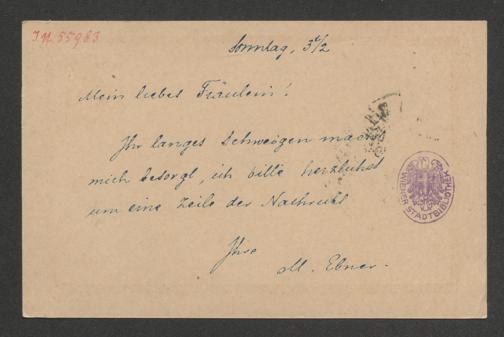 I.N. 55963
Sonntag, 3/2
Mein liebes Fräulein!
Ihr langes Schweigen macht
mich besorgt, ich bitte herzlichst
um eine Zeile der Nachricht
Ihre
M. Ebner.
WIENER STADTBIBLIOTHEK